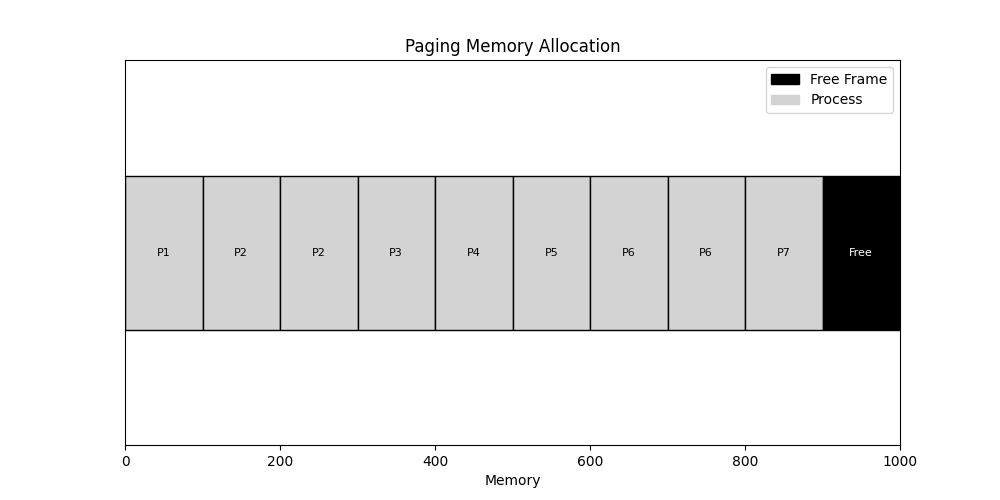 Paging Memory Allocation
Free Frame
Process
P1 P2 P2 P3 P4 P5 P6 P6 P7 Free
0 200 400 600 800 1000
Memory